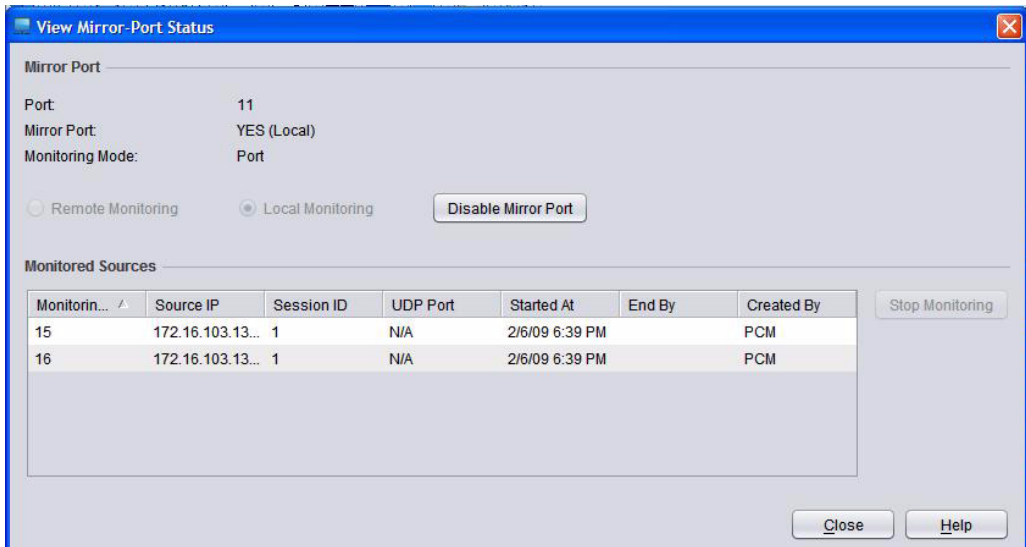 View Mirror-Port Status
Mirror Port
Port: 11
Mirror Port: YES (Local)
Monitoring Mode: Port
Remote Monitoring Local Monitoring Disable Mirror Port
Monitored Sources
Monitorin... Source IP Session ID UDP Port Started At End By Created By Stop Monitoring
15 172.16.103.13... 1 N/A 2/6/09 6:39 PM PCM
16 172.16.103.13... 1 N/A 2/6/09 6:39 PM PCM
Close Help